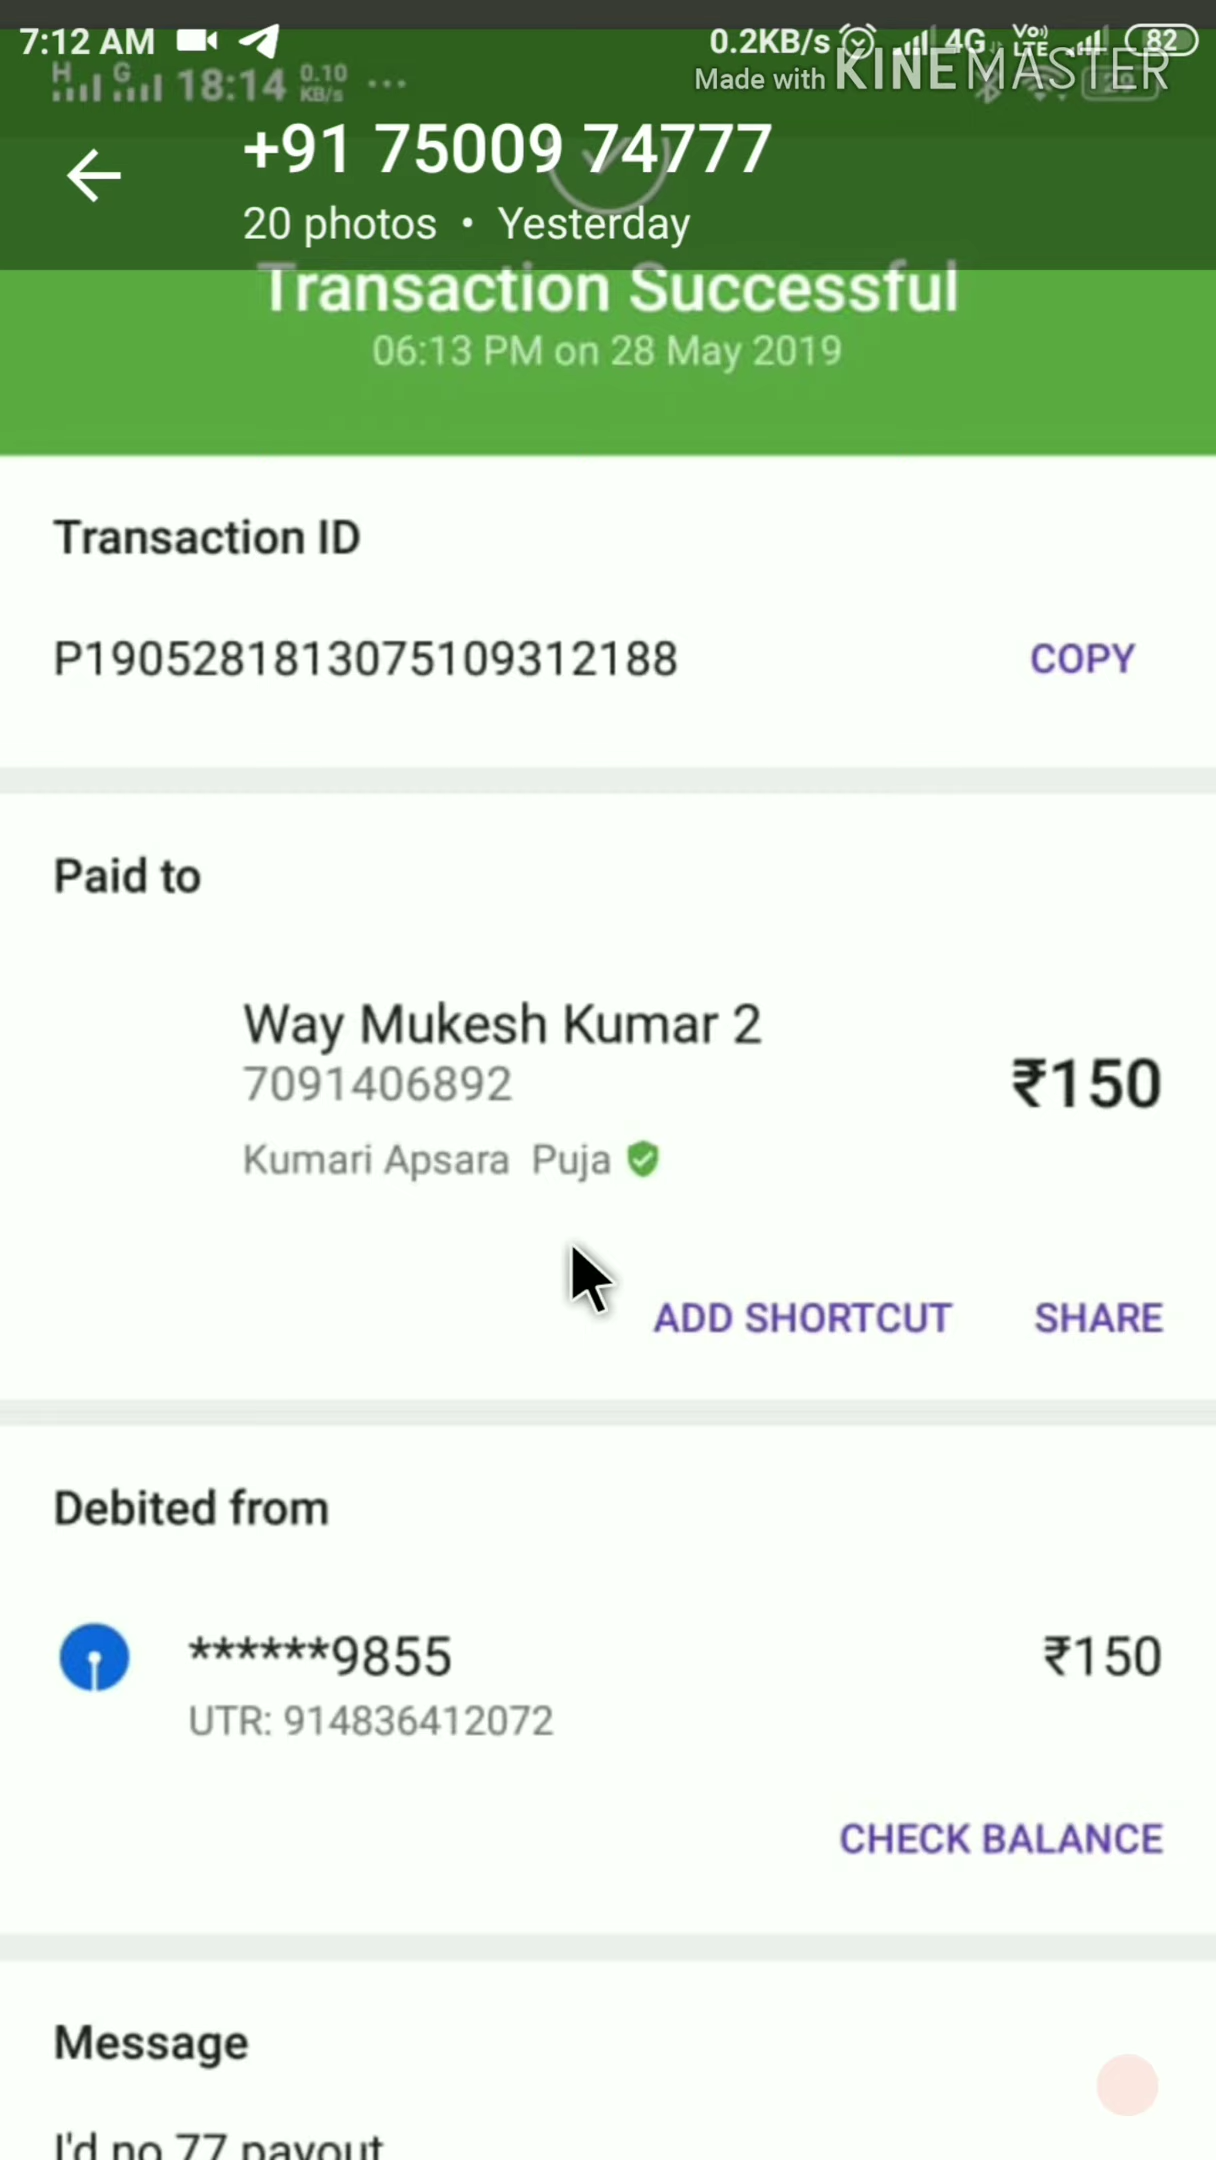 7:12 AM
0.2KB/s 4G Vo) LTE 82
H G 18:14 0.10 KB/s ...
Made with KINEMASTER
+91 75009 74777
20 photos • Yesterday
Transaction Successful
06:13 PM on 28 May 2019
Transaction ID
P1905281813075109312188
COPY
Paid to
Way Mukesh Kumar 2
7091406892
₹150
Kumari Apsara Puja
ADD SHORTCUT SHARE
Debited from
******9855
₹150
UTR: 914836412072
CHECK BALANCE
Message
I'd no 77 payout